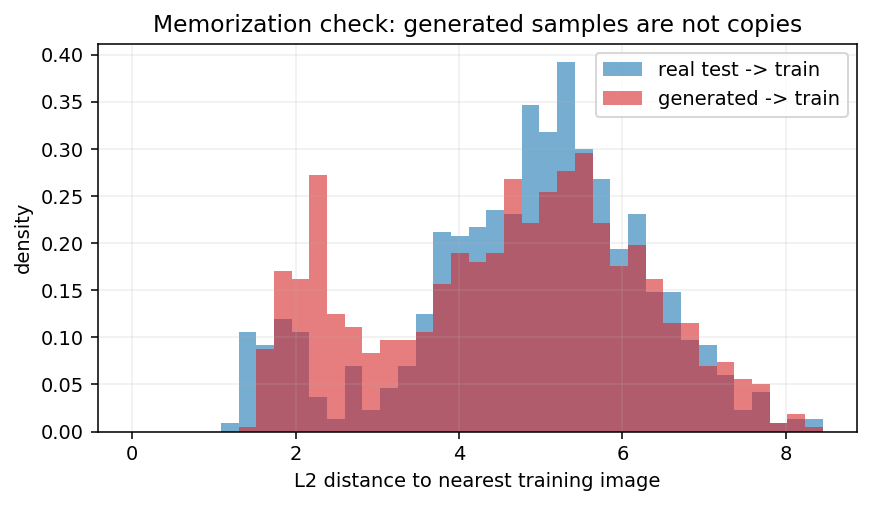 Memorization check: generated samples are not copies
real test -> train
generated -> train
0.40
0.35
0.30
0.25
0.20
0.15
0.10
0.05
0.00
density
0 2 4 6 8
L2 distance to nearest training image